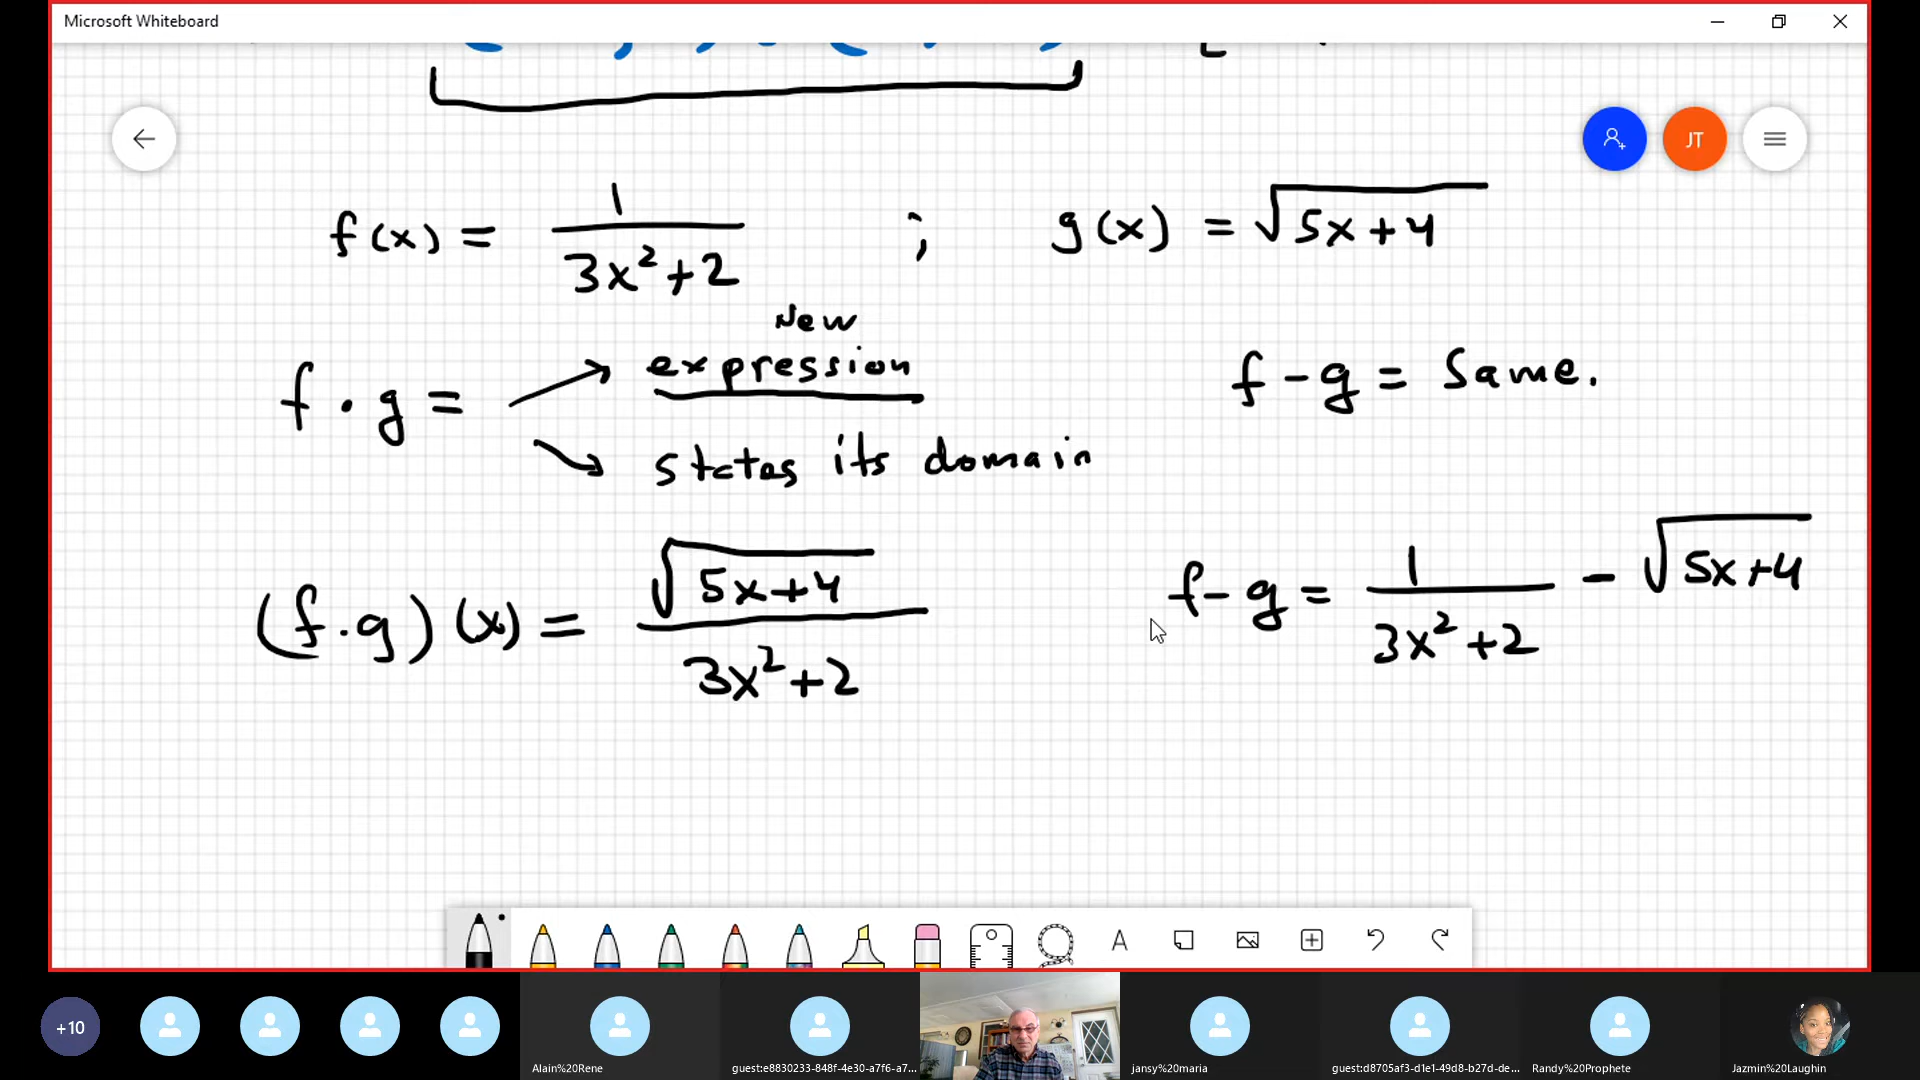 Microsoft Whiteboard
JT
f(x) = 1/(3x²+2) ; g(x) = √(5x+4)
New
f · g = expression
f - g = Same.
states its domain
(f·g)(x) = √(5x+4)/(3x²+2)
f - g = 1/(3x²+2) - √(5x+4)
A
+10
Alain%20Rene
guest:e8830233-848f-4e30-a7f6-a7...
jansy%20maria
guest:d8705af3-d1e1-49d8-b27d-de...
Randy%20Prophete
Jazmin%20Laughin